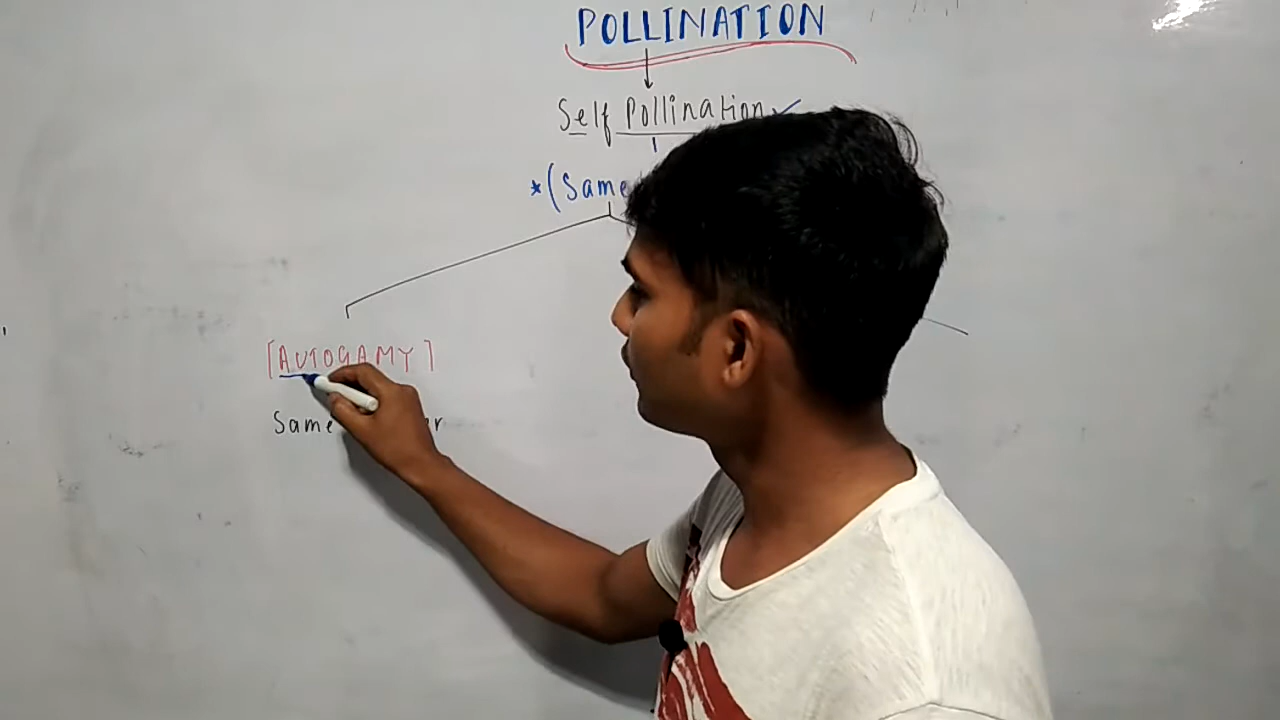 POLLINATION
Self Pollination
*(Same
[AUTOGAMY]
Same